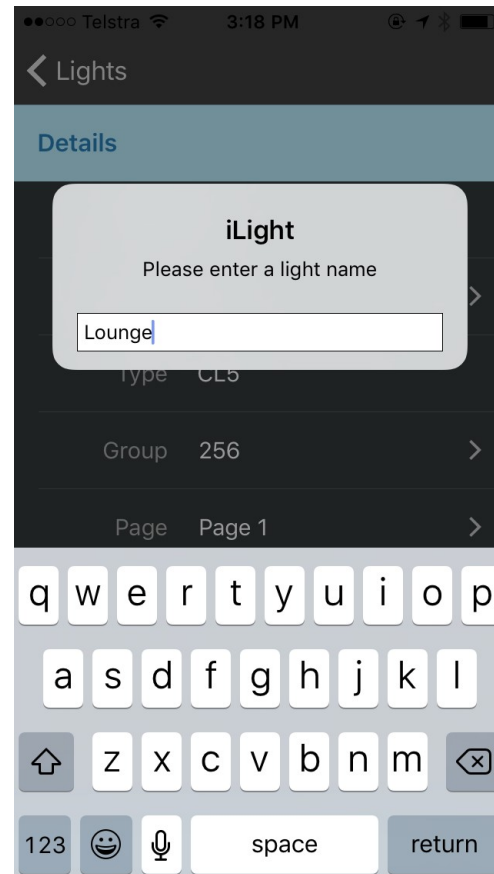 Telstra 3:18 PM
Lights
Details
iLight
Please enter a light name
Lounge
Type CL5
Group 256
Page Page 1
q w e r t y u i o p
a s d f g h j k l
z x c v b n m
123 space return